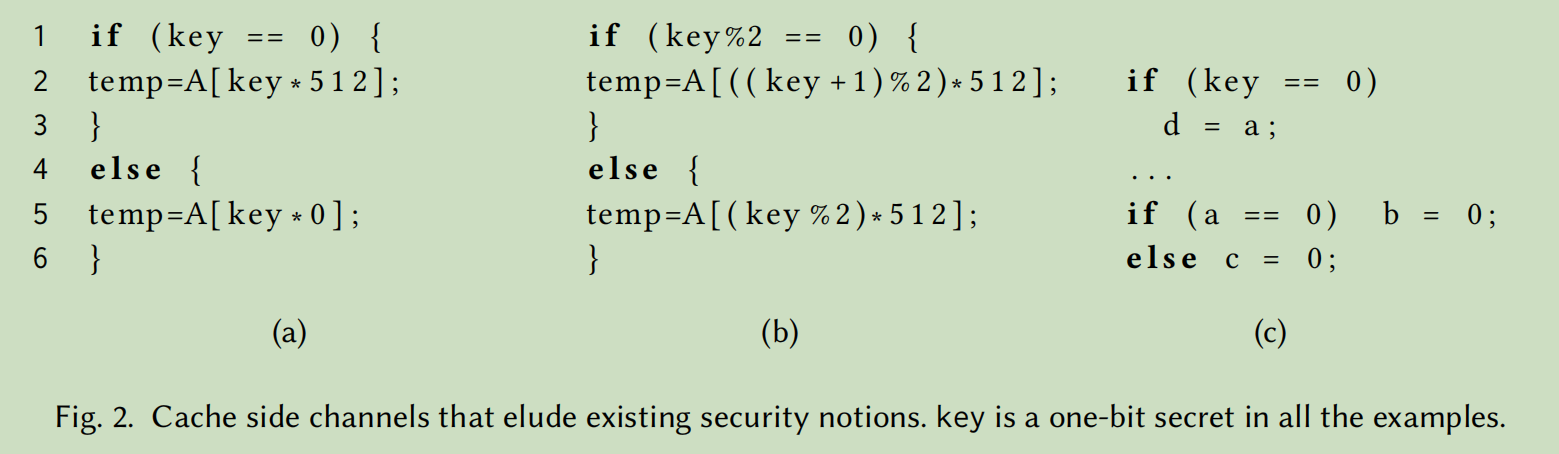 1 if (key == 0) {
2 temp=A[key*512];
3 }
4 else {
5 temp=A[key*0];
6 }
(a)
if (key%2 == 0) {
temp=A[((key+1)%2)*512];
}
else {
temp=A[(key%2)*512];
}
(b)
if (key == 0)
d = a;
...
if (a == 0) b = 0;
else c = 0;
(c)
Fig. 2. Cache side channels that elude existing security notions. key is a one-bit secret in all the examples.